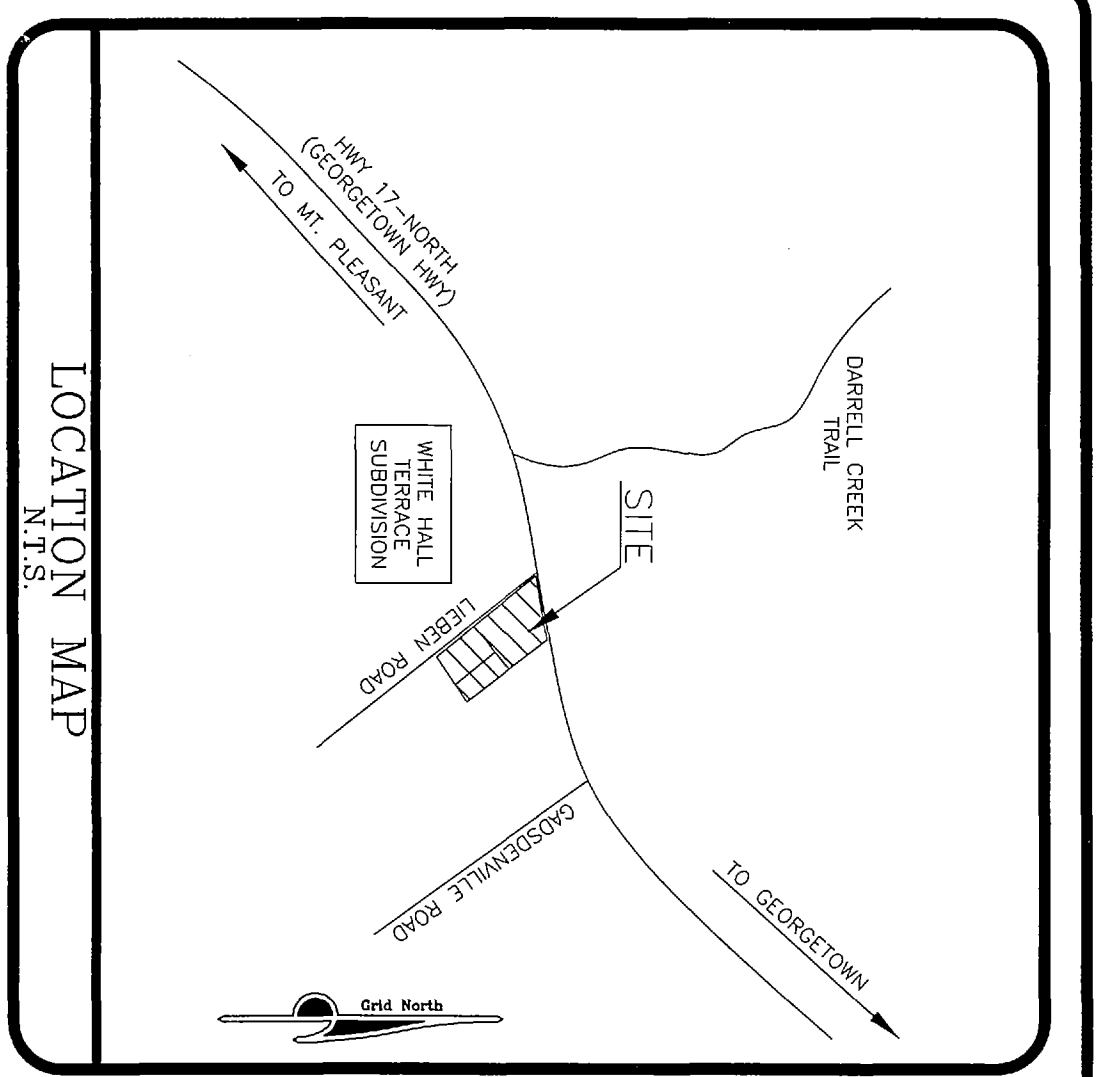 DARRELL CREEK
TRAIL
HWY 17-NORTH
(GEORGETOWN HWY)
TO MT. PLEASANT
SITE
WHITE HALL
TERRACE
SUBDIVISION
LIEBEN ROAD
TO GEORGETOWN
GADSDENVILLE ROAD
Grid North
LOCATION MAP
N.T.S.